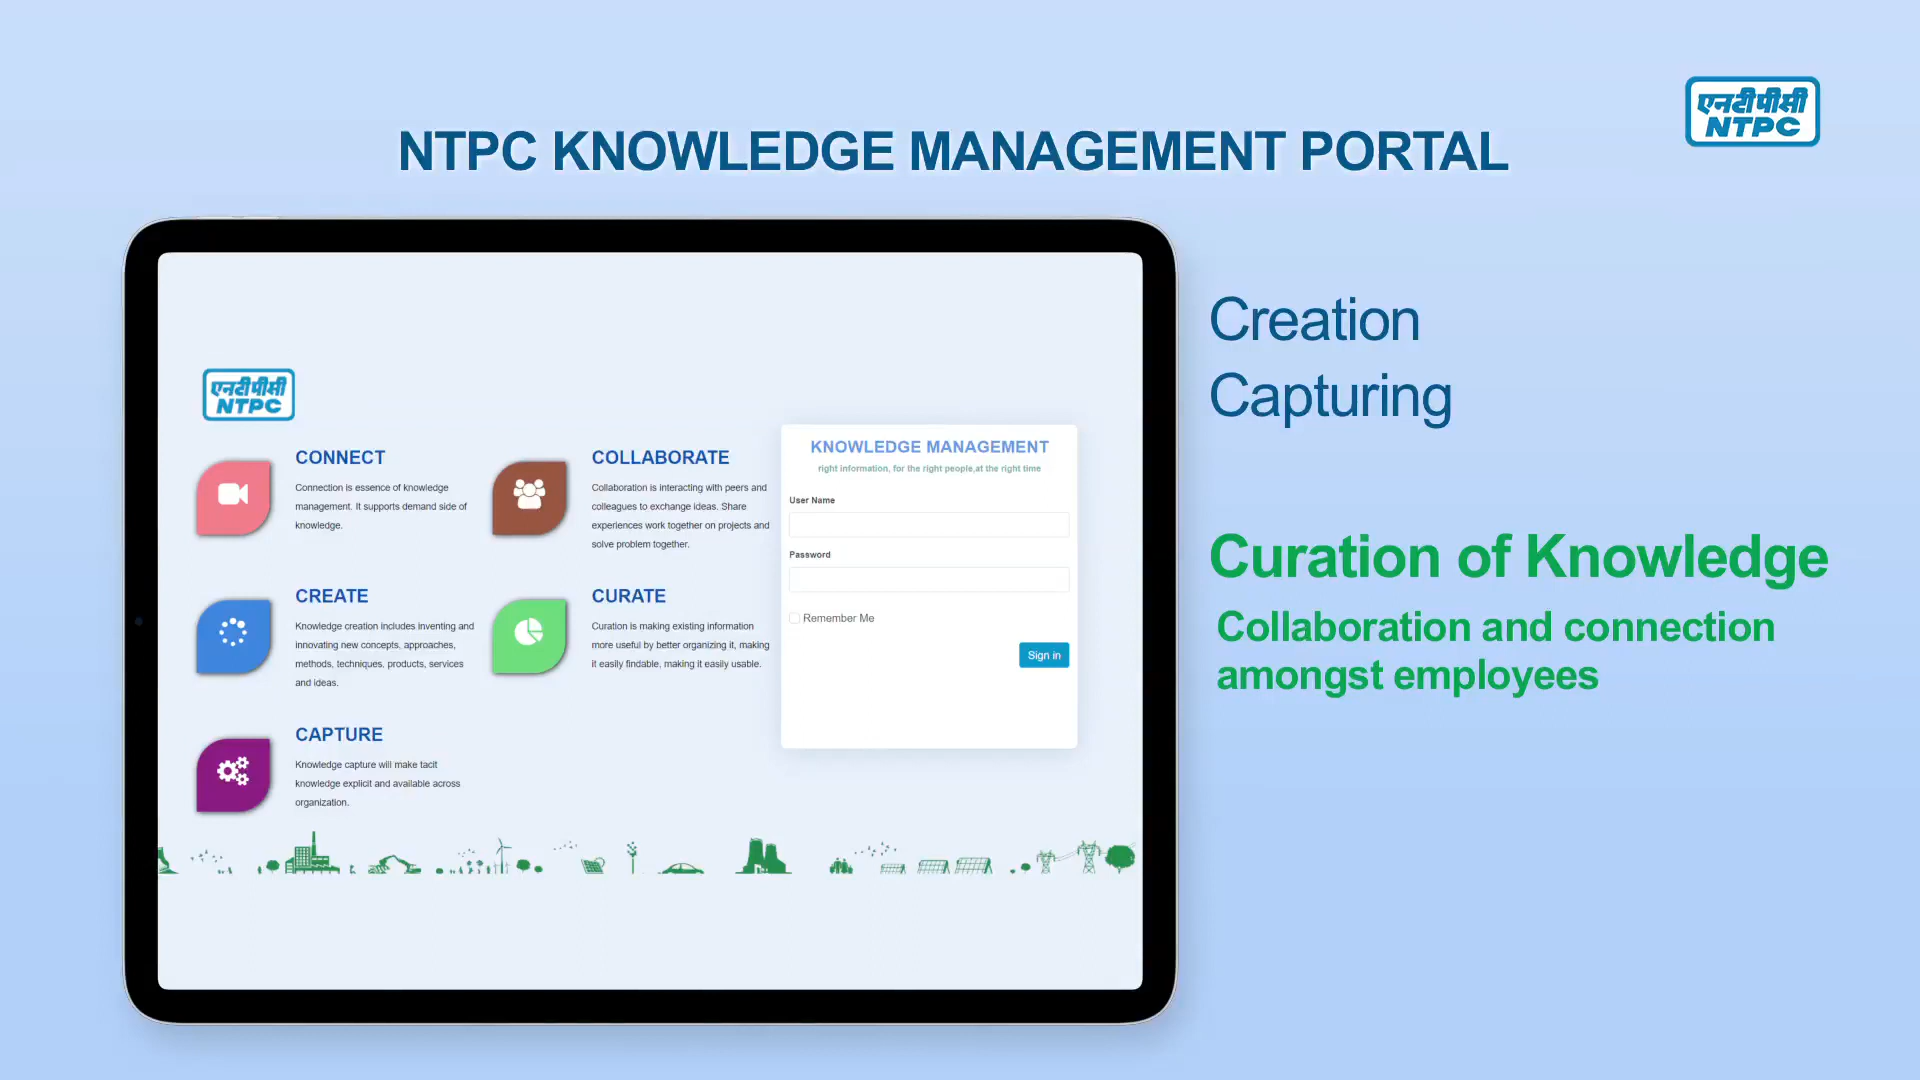 एनटीपीसी
NTPC
NTPC KNOWLEDGE MANAGEMENT PORTAL
एनटीपीसी
NTPC
CONNECT
Connection is essence of knowledge
management. It supports demand side of
knowledge.
COLLABORATE
Collaboration is interacting with peers and
colleagues to exchange ideas. Share
experiences work together on projects and
solve problem together.
CREATE
Knowledge creation includes inventing and
innovating new concepts, approaches,
methods, techniques, products, services
and ideas.
CURATE
Curation is making existing information
more useful by better organizing it, making
it easily findable, making it easily usable.
CAPTURE
Knowledge capture will make tacit
knowledge explicit and available across
organization.
KNOWLEDGE MANAGEMENT
right information, for the right people,at the right time
User Name
Password
Remember Me
Sign in
Creation
Capturing
Curation of Knowledge
Collaboration and connection
amongst employees